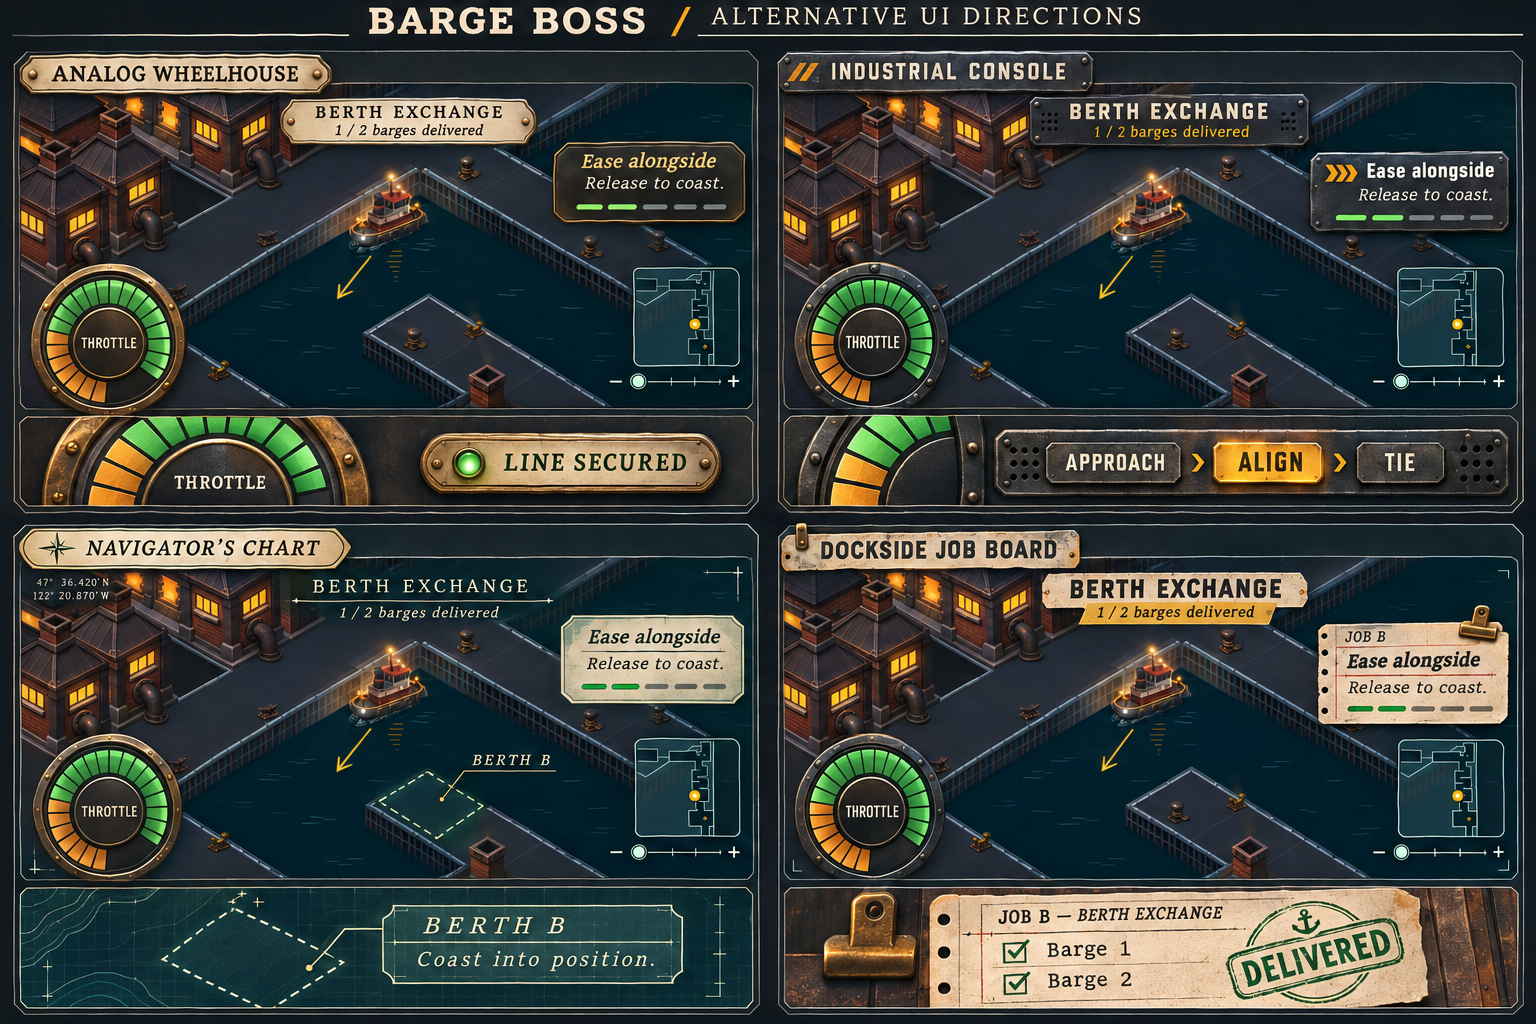 BARGE BOSS / ALTERNATIVE UI DIRECTIONS
ANALOG WHEELHOUSE
BERTH EXCHANGE
1 / 2 barges delivered
Ease alongside
Release to coast.
THROTTLE
− +
THROTTLE
LINE SECURED
INDUSTRIAL CONSOLE
BERTH EXCHANGE
1 / 2 barges delivered
Ease alongside
Release to coast.
THROTTLE
− +
APPROACH › ALIGN › TIE
NAVIGATOR'S CHART
47° 36.420'N
122° 20.870'W
BERTH EXCHANGE
1 / 2 barges delivered
Ease alongside
Release to coast.
BERTH B
THROTTLE
− +
BERTH B
Coast into position.
DOCKSIDE JOB BOARD
BERTH EXCHANGE
1 / 2 barges delivered
JOB B
Ease alongside
Release to coast.
THROTTLE
− +
JOB B — BERTH EXCHANGE
Barge 1
Barge 2
DELIVERED